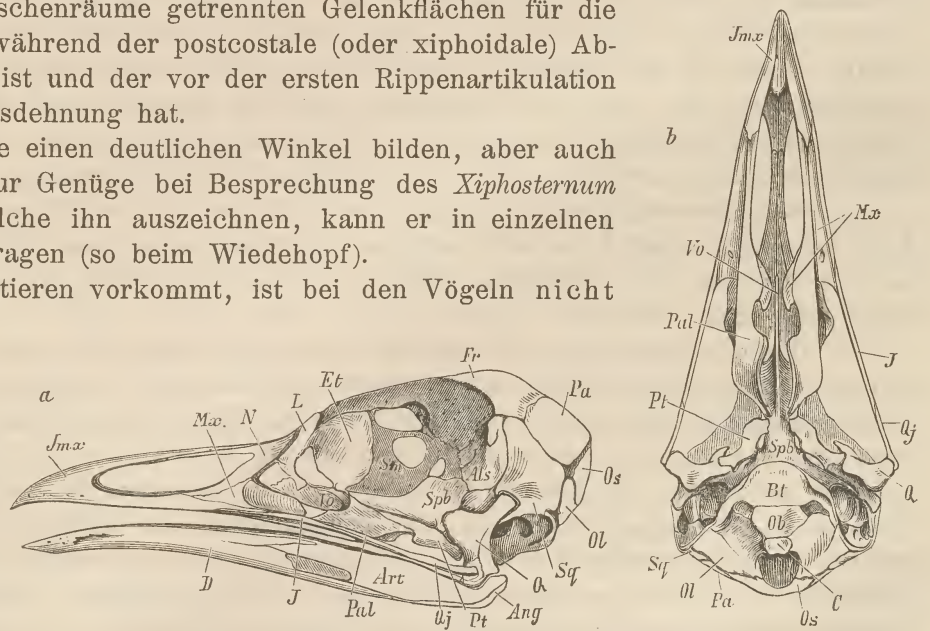 schenräume getrennten Gelenkflächen für die
während der postcostale (oder xiphoidale) Ab-
ist und der vor der ersten Rippenartikulation
sdehnung hat.
e einen deutlichen Winkel bilden, aber auch
ur Genüge bei Besprechung des Xiphosternum
lche ihn auszeichnen, kann er in einzelnen
ragen (so beim Wiedehopf).
tieren vorkommt, ist bei den Vögeln nicht
a
Jmx
Mx.
N
L
Et
Fr
Pa
Sm
Als
Spb
Vo
Os
Ol
Sq
Q
D
J
Art
Pal
Qj
Pt
Ang
b
Jmx
Mx
Vo
Pal
J
Pt
Qj
Spb
Q
Bt
Ob
Sq
Ol
Pa
C
Os